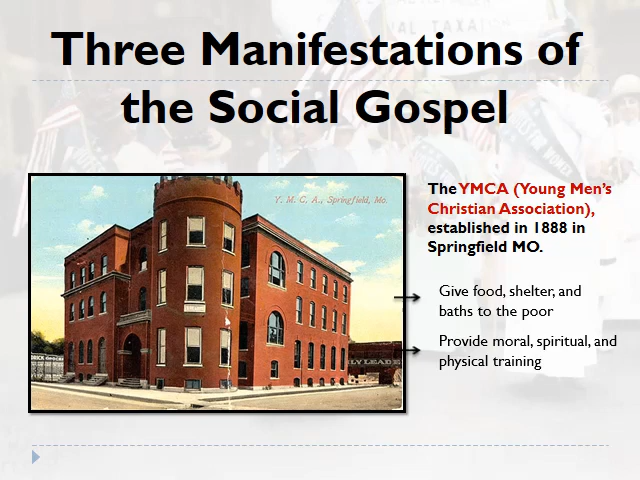 Three Manifestations of
the Social Gospel
Y. M. C. A., Springfield, Mo.
The YMCA (Young Men's
Christian Association),
established in 1888 in
Springfield MO.
Give food, shelter, and
baths to the poor
Provide moral, spiritual, and
physical training